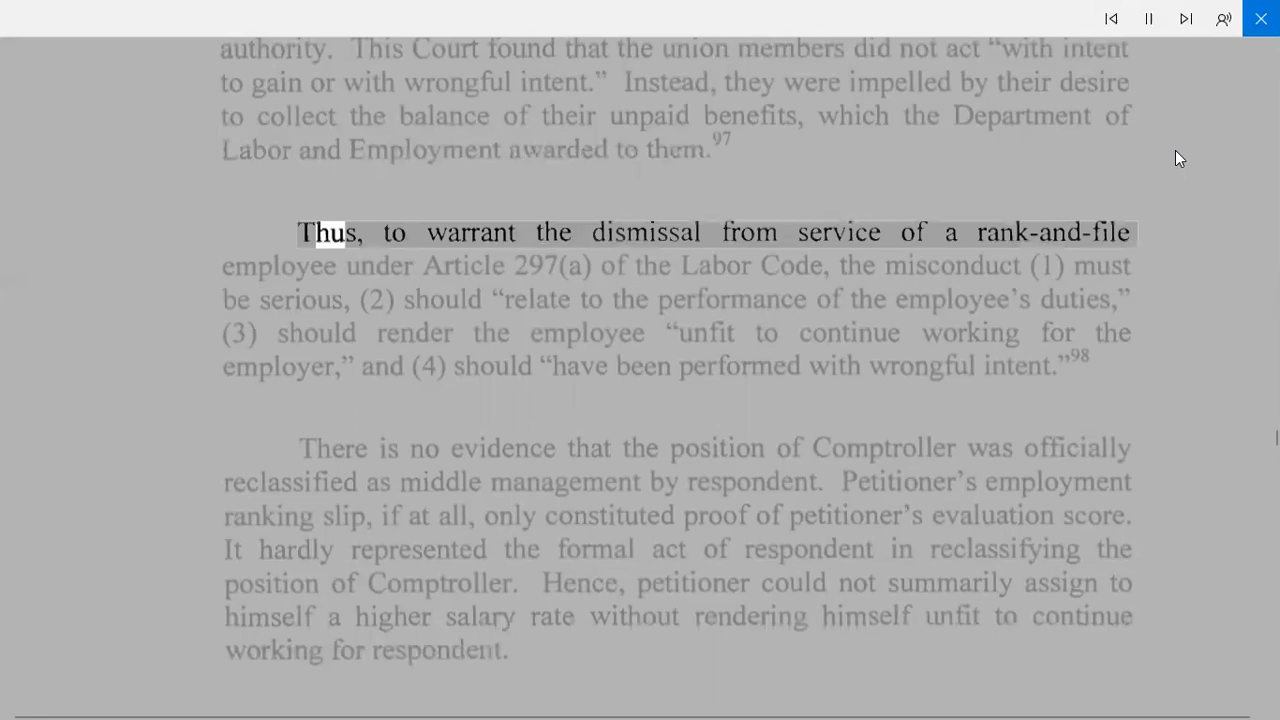 authority. This Court found that the union members did not act “with intent
to gain or with wrongful intent.” Instead, they were impelled by their desire
to collect the balance of their unpaid benefits, which the Department of
Labor and Employment awarded to them.97
Thus, to warrant the dismissal from service of a rank-and-file
employee under Article 297(a) of the Labor Code, the misconduct (1) must
be serious, (2) should “relate to the performance of the employee’s duties,”
(3) should render the employee “unfit to continue working for the
employer,” and (4) should “have been performed with wrongful intent.”98
There is no evidence that the position of Comptroller was officially
reclassified as middle management by respondent. Petitioner’s employment
ranking slip, if at all, only constituted proof of petitioner’s evaluation score.
It hardly represented the formal act of respondent in reclassifying the
position of Comptroller. Hence, petitioner could not summarily assign to
himself a higher salary rate without rendering himself unfit to continue
working for respondent.